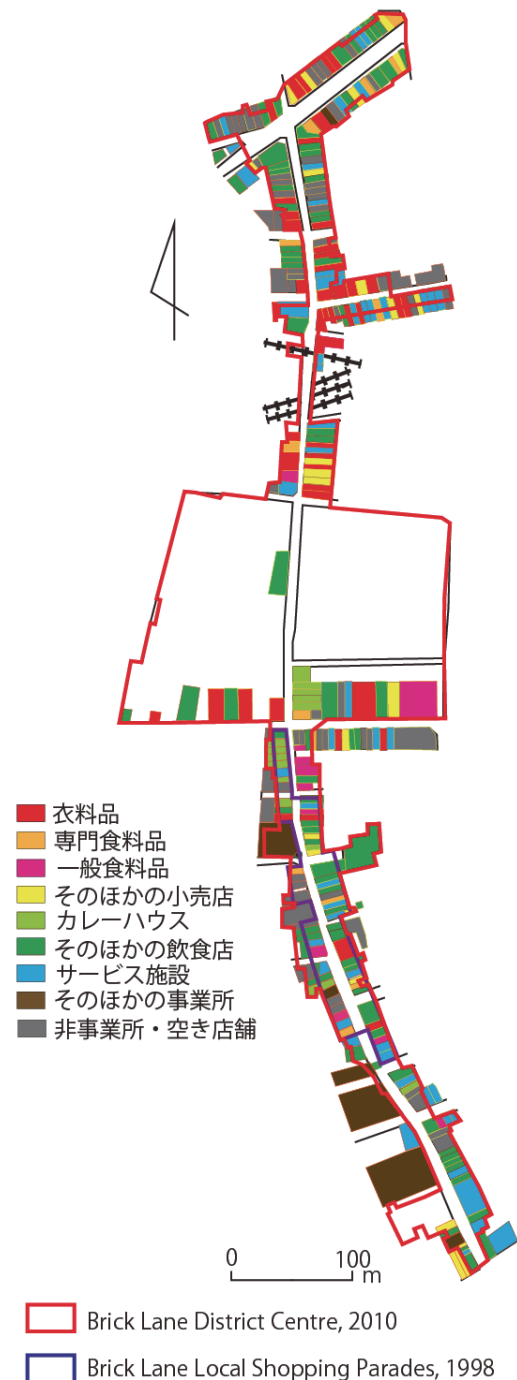 衣料品
専門食料品
一般食料品
そのほかの小売店
カレーハウス
そのほかの飲食店
サービス施設
そのほかの事業所
非事業所・空き店舗
0 100
m
Brick Lane District Centre, 2010
Brick Lane Local Shopping Parades, 1998